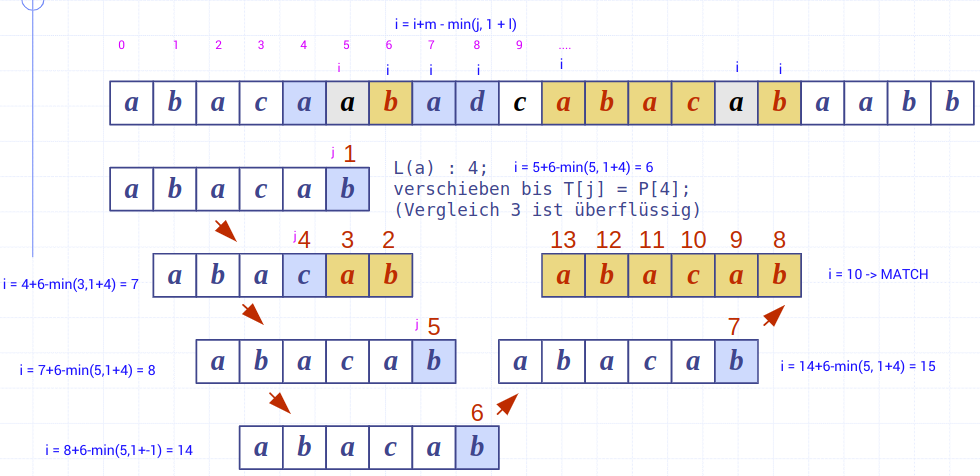 i = i+m - min(j, 1 + l)
0 1 2 3 4 5 6 7 8 9 ....
i i i i i i i
a b a c a a b a d c a b a c a b a a b b
j 1
a b a c a b
L(a) : 4; i = 5+6-min(5, 1+4) = 6
verschieben bis T[j] = P[4];
(Vergleich 3 ist überflüssig)
j 4 3 2 13 12 11 10 9 8
a b a c a b a b a c a b
i = 4+6-min(3,1+4) = 7 i = 10 -> MATCH
j 5 7
a b a c a b a b a c a b
i = 7+6-min(5,1+4) = 8 i = 14+6-min(5, 1+4) = 15
6
a b a c a b
i = 8+6-min(5,1+-1) = 14